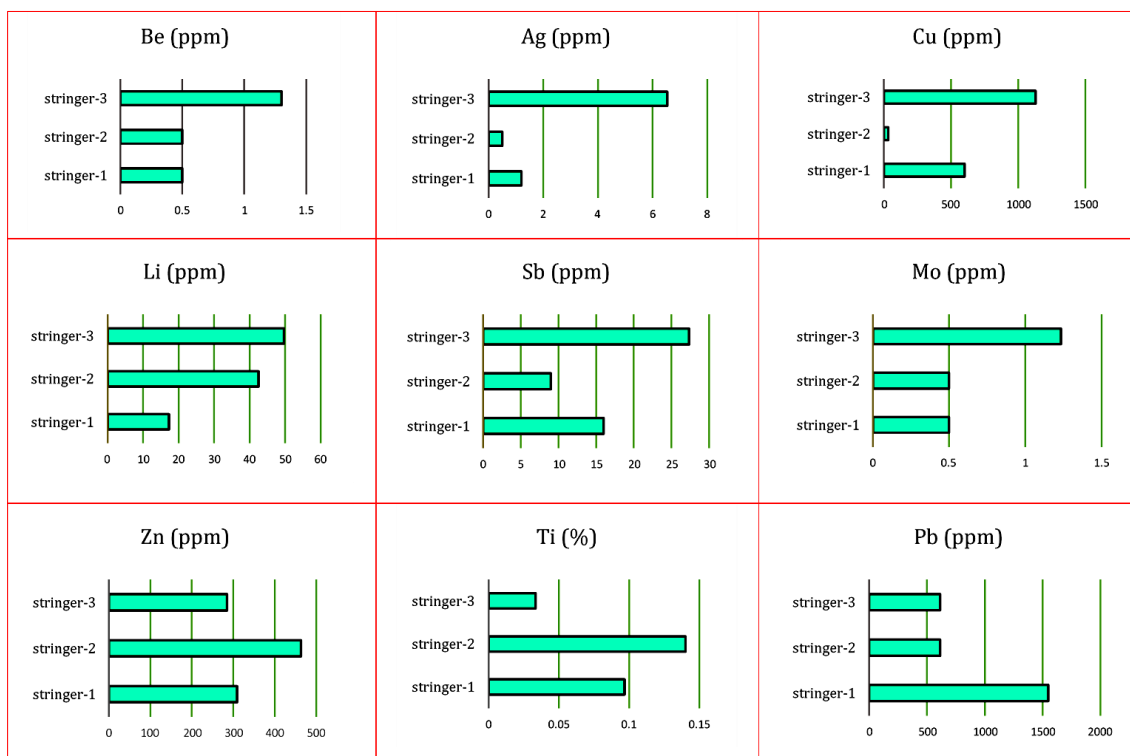 Be (ppm)
stringer-3
stringer-2
stringer-1
0 0.5 1 1.5
Ag (ppm)
stringer-3
stringer-2
stringer-1
0 2 4 6 8
Cu (ppm)
stringer-3
stringer-2
stringer-1
0 500 1000 1500
Li (ppm)
stringer-3
stringer-2
stringer-1
0 10 20 30 40 50 60
Sb (ppm)
stringer-3
stringer-2
stringer-1
0 5 10 15 20 25 30
Mo (ppm)
stringer-3
stringer-2
stringer-1
0 0.5 1 1.5
Zn (ppm)
stringer-3
stringer-2
stringer-1
0 100 200 300 400 500
Ti (%)
stringer-3
stringer-2
stringer-1
0 0.05 0.1 0.15
Pb (ppm)
stringer-3
stringer-2
stringer-1
0 500 1000 1500 2000